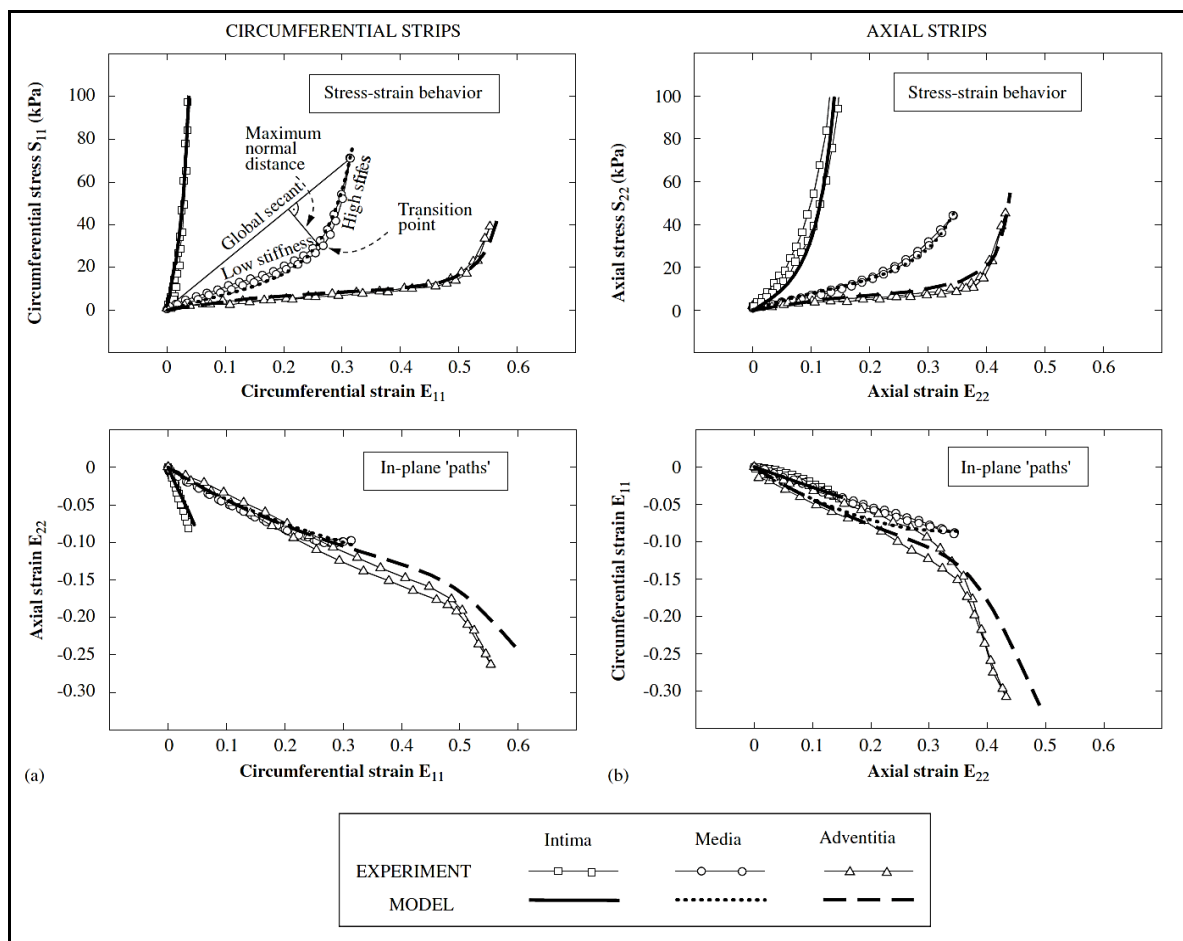 CIRCUMFERENTIAL STRIPS
AXIAL STRIPS
Circumferential stress S11 (kPa)
100
80
60
40
20
0
Stress-strain behavior
Maximum
normal
distance
Global secant
Low stiffness
High stifes
Transition
point
0 0.1 0.2 0.3 0.4 0.5 0.6
Circumferential strain E11
Axial stress S22 (kPa)
100
80
60
40
20
0
Stress-strain behavior
0 0.1 0.2 0.3 0.4 0.5 0.6
Axial strain E22
Axial strain E22
0
-0.05
-0.10
-0.15
-0.20
-0.25
-0.30
In-plane 'paths'
0 0.1 0.2 0.3 0.4 0.5 0.6
(a)
Circumferential strain E11
Circumferential strain E11
0
-0.05
-0.10
-0.15
-0.20
-0.25
-0.30
In-plane 'paths'
0 0.1 0.2 0.3 0.4 0.5 0.6
(b)
Axial strain E22
Intima Media Adventitia
EXPERIMENT
MODEL